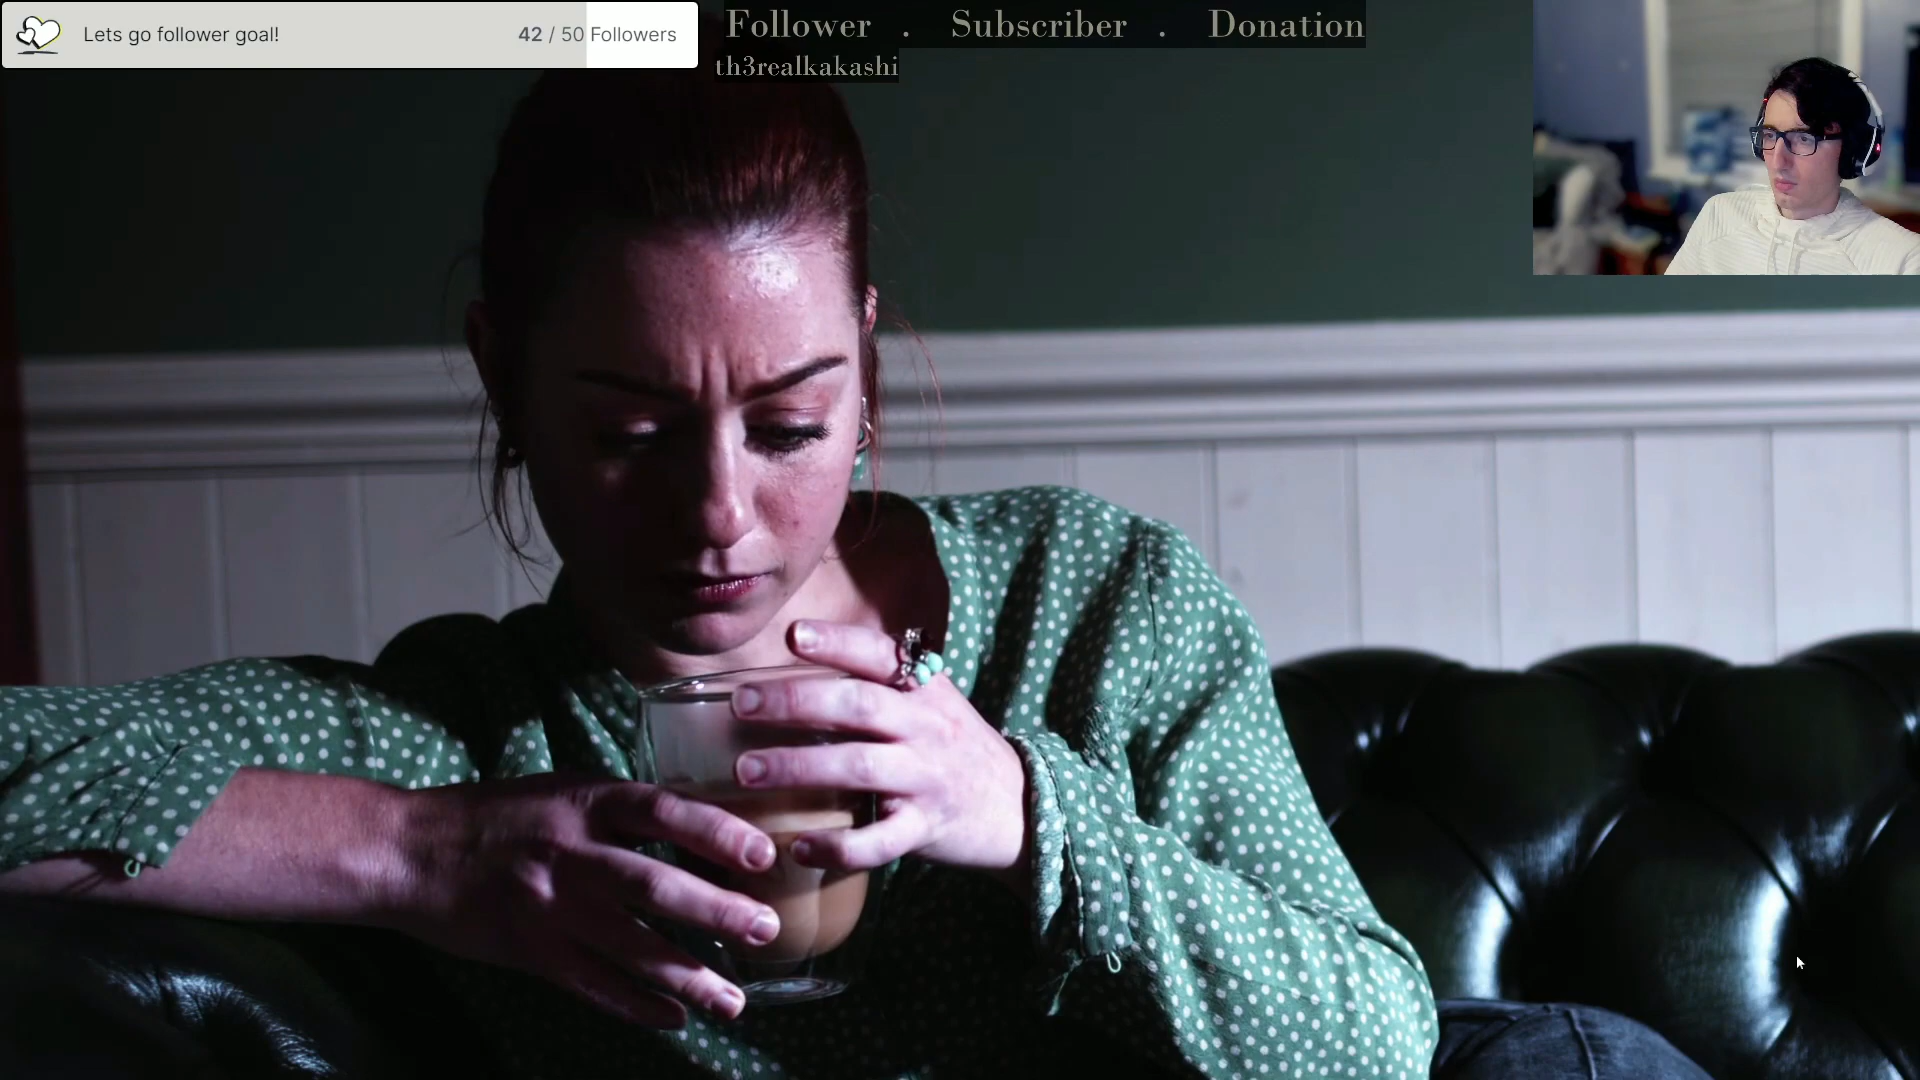 Lets go follower goal! 42 / 50 Followers
Follower . Subscriber . Donation
th3realkakashi